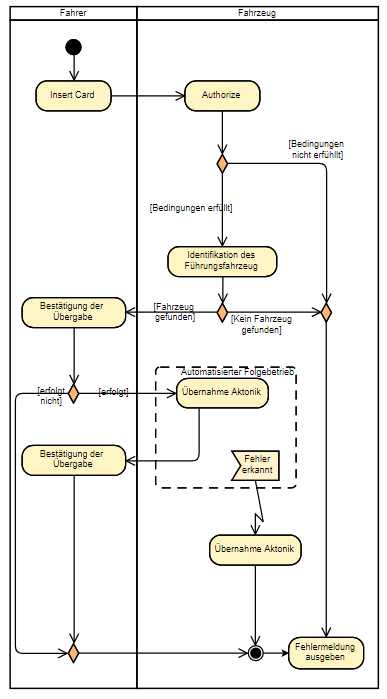 Fahrer
Fahrzeug
Insert Card
Authorize
[Bedingungen
nicht erfühllt]
[Bedingungen erfüllt]
Identifikation des
Führungsfahrzeug
Bestätigung der
Übergabe
[Fahrzeug
gefunden]
[Kein Fahrzeug
gefunden]
Automatisierter Folgebetrieb
[erfolgt
nicht]
[erfolgt]
Übernahme Aktonik
Bestätigung der
Übergabe
Fehler
erkannt
Übernahme Aktonik
Fehlermeldung
ausgeben